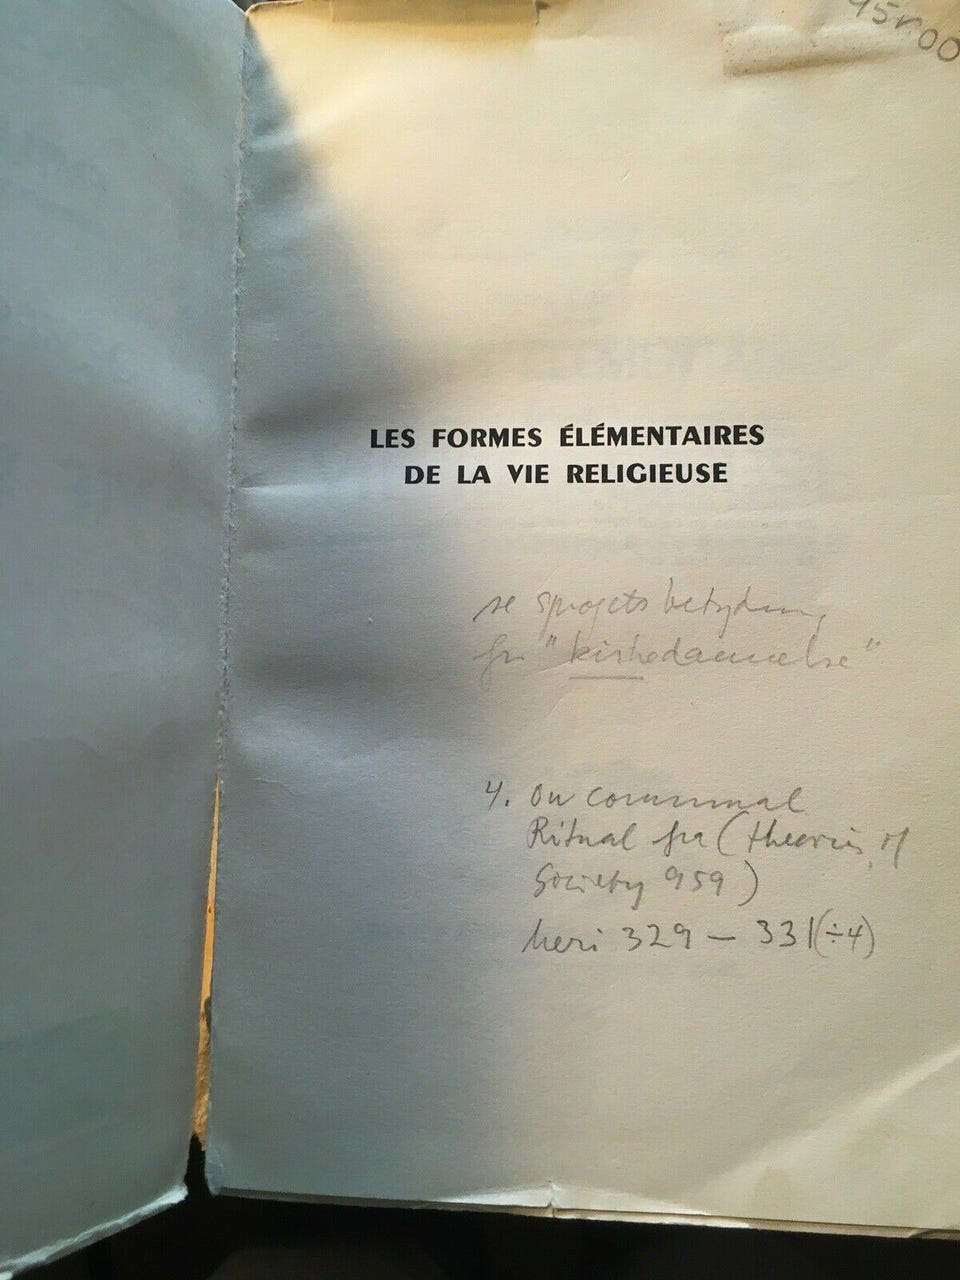 45r00
LES FORMES ÉLÉMENTAIRES
DE LA VIE RELIGIEUSE
se sprogets betydning
for "kirkedannelse"
4. On communal
Ritual fra (theories of
Society 959)
heri 329 – 331 (÷4)